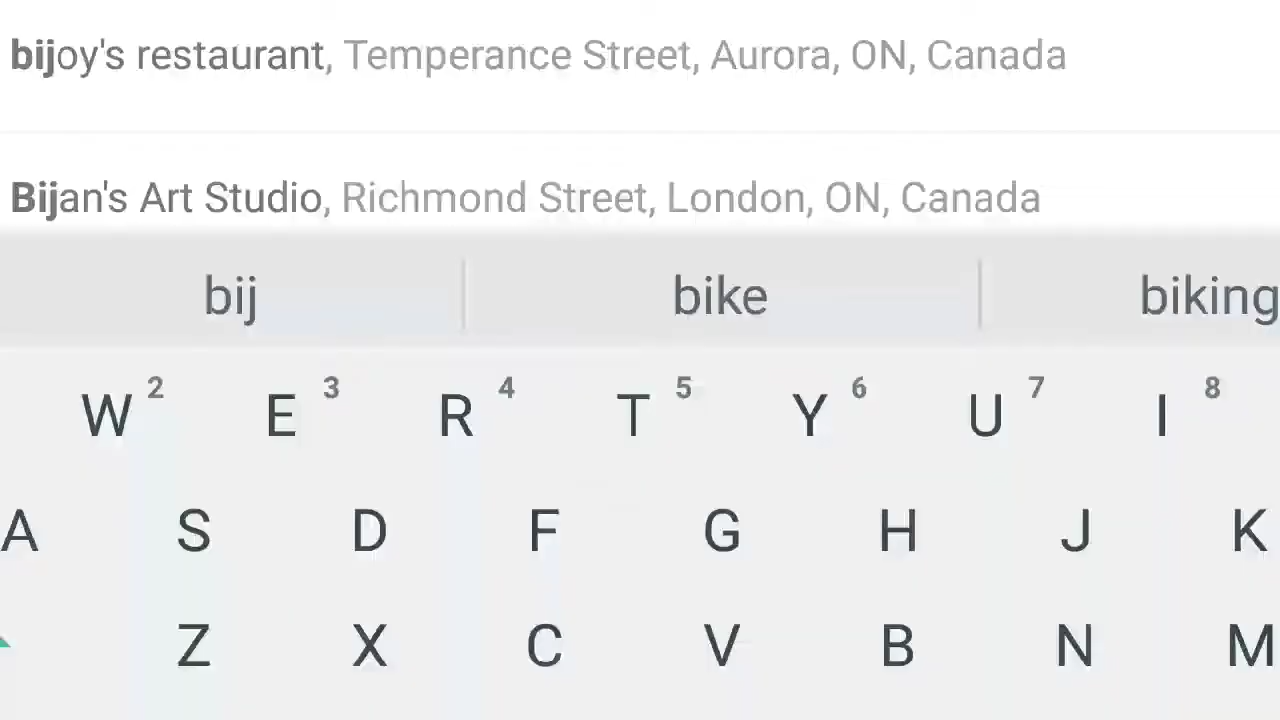 bijoy's restaurant, Temperance Street, Aurora, ON, Canada
Bijan's Art Studio, Richmond Street, London, ON, Canada
bij bike biking
W 2 E 3 R 4 T 5 Y 6 U 7 I 8
A S D F G H J K
Z X C V B N M